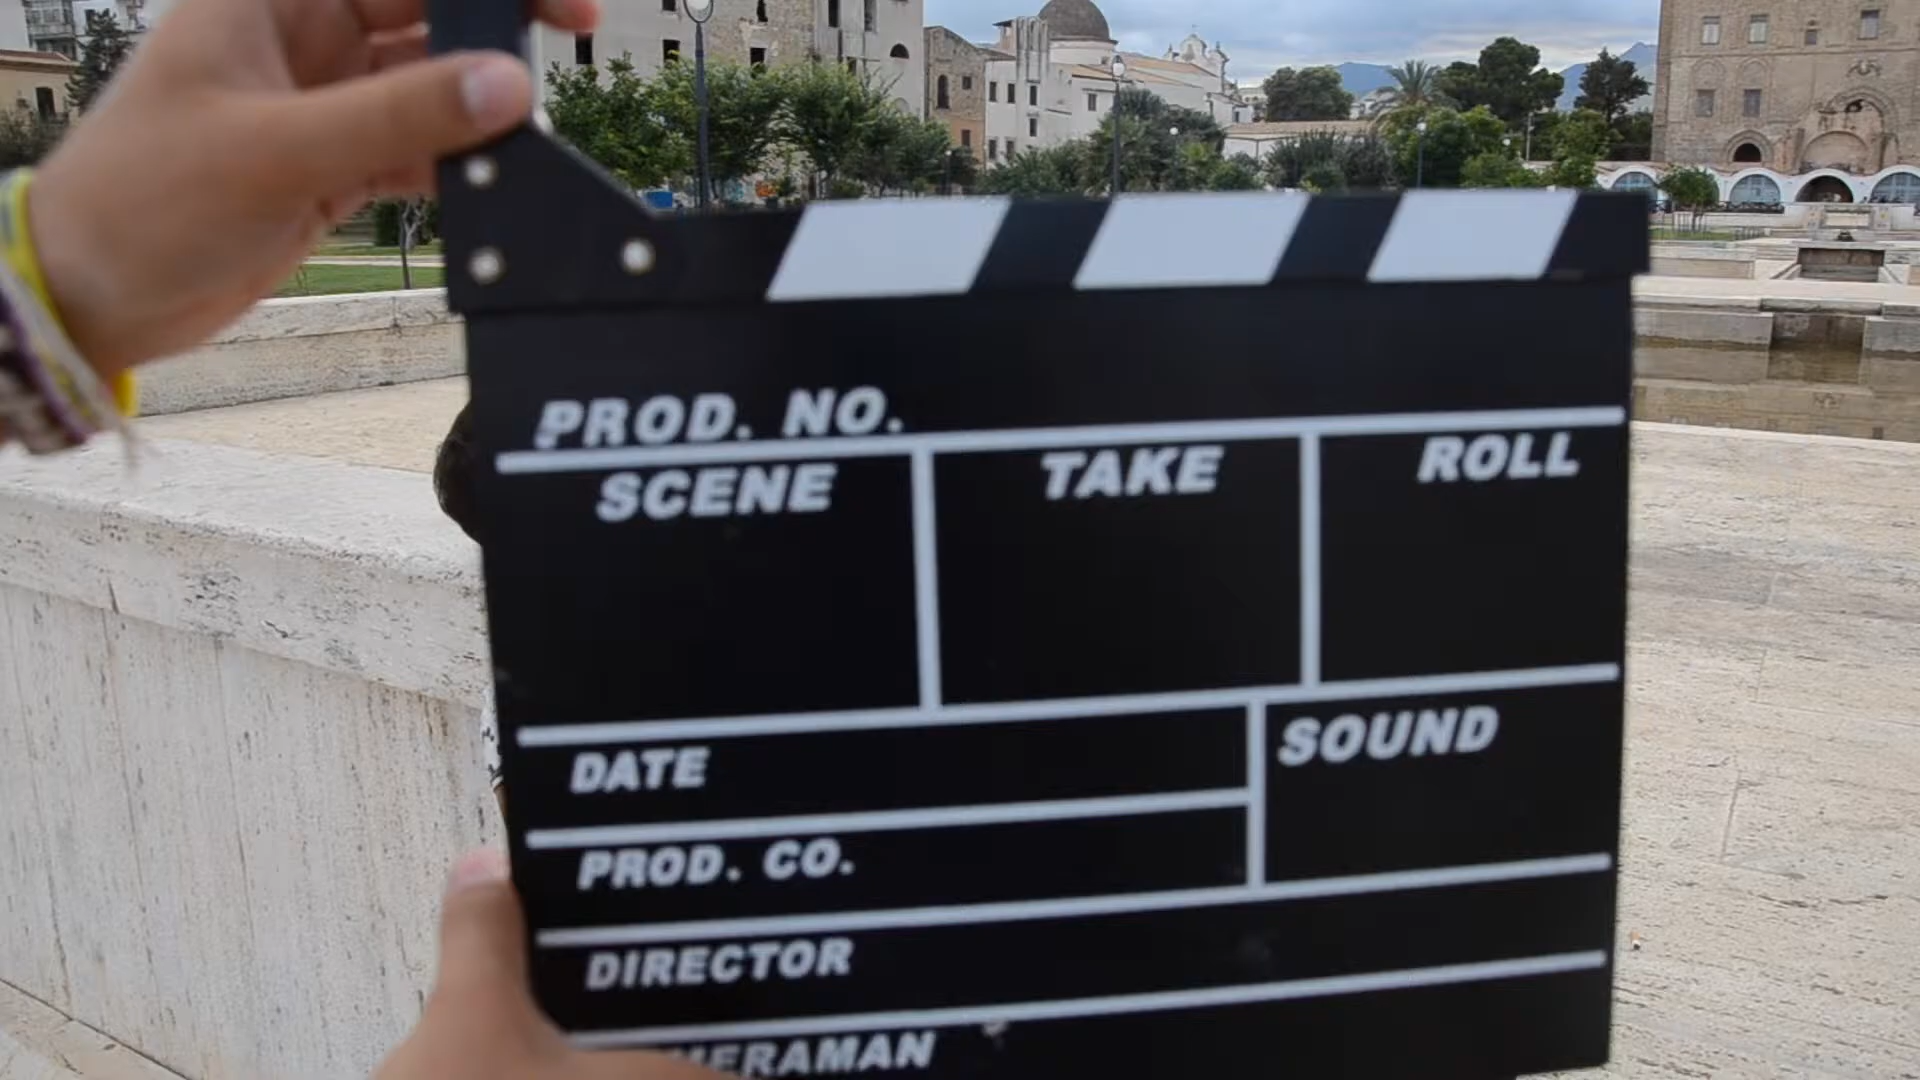 PROD. NO.
SCENE TAKE ROLL
DATE
SOUND
PROD. CO.
DIRECTOR